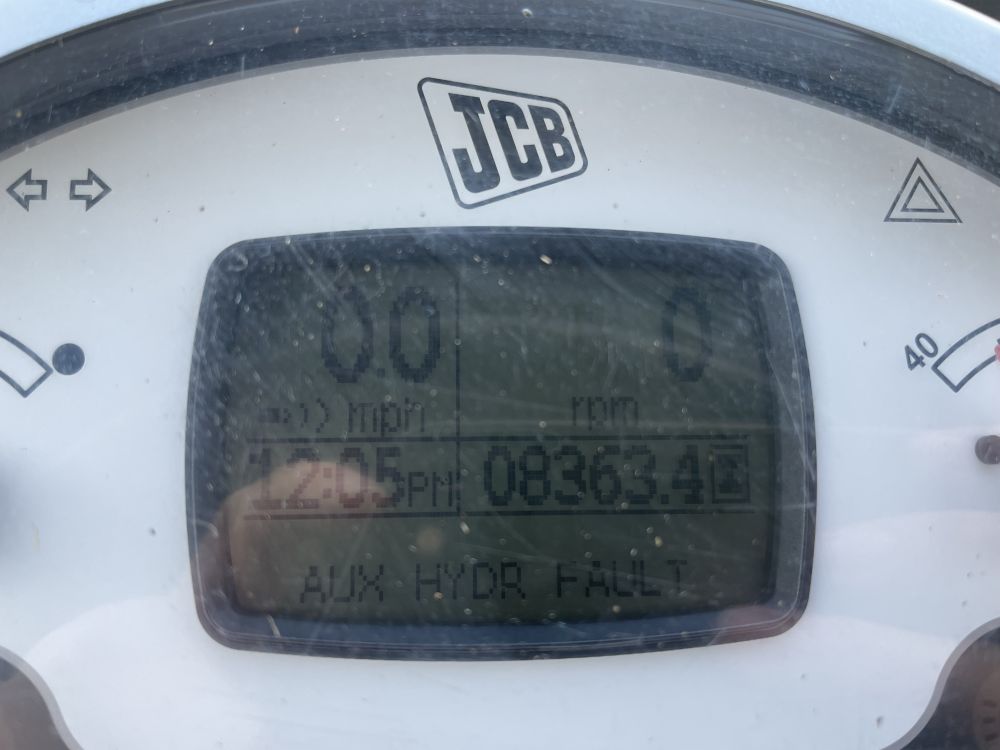 JCB
0.0 0
mph rpm
12:05PM 08363.4
40
AUX HYDR FAULT